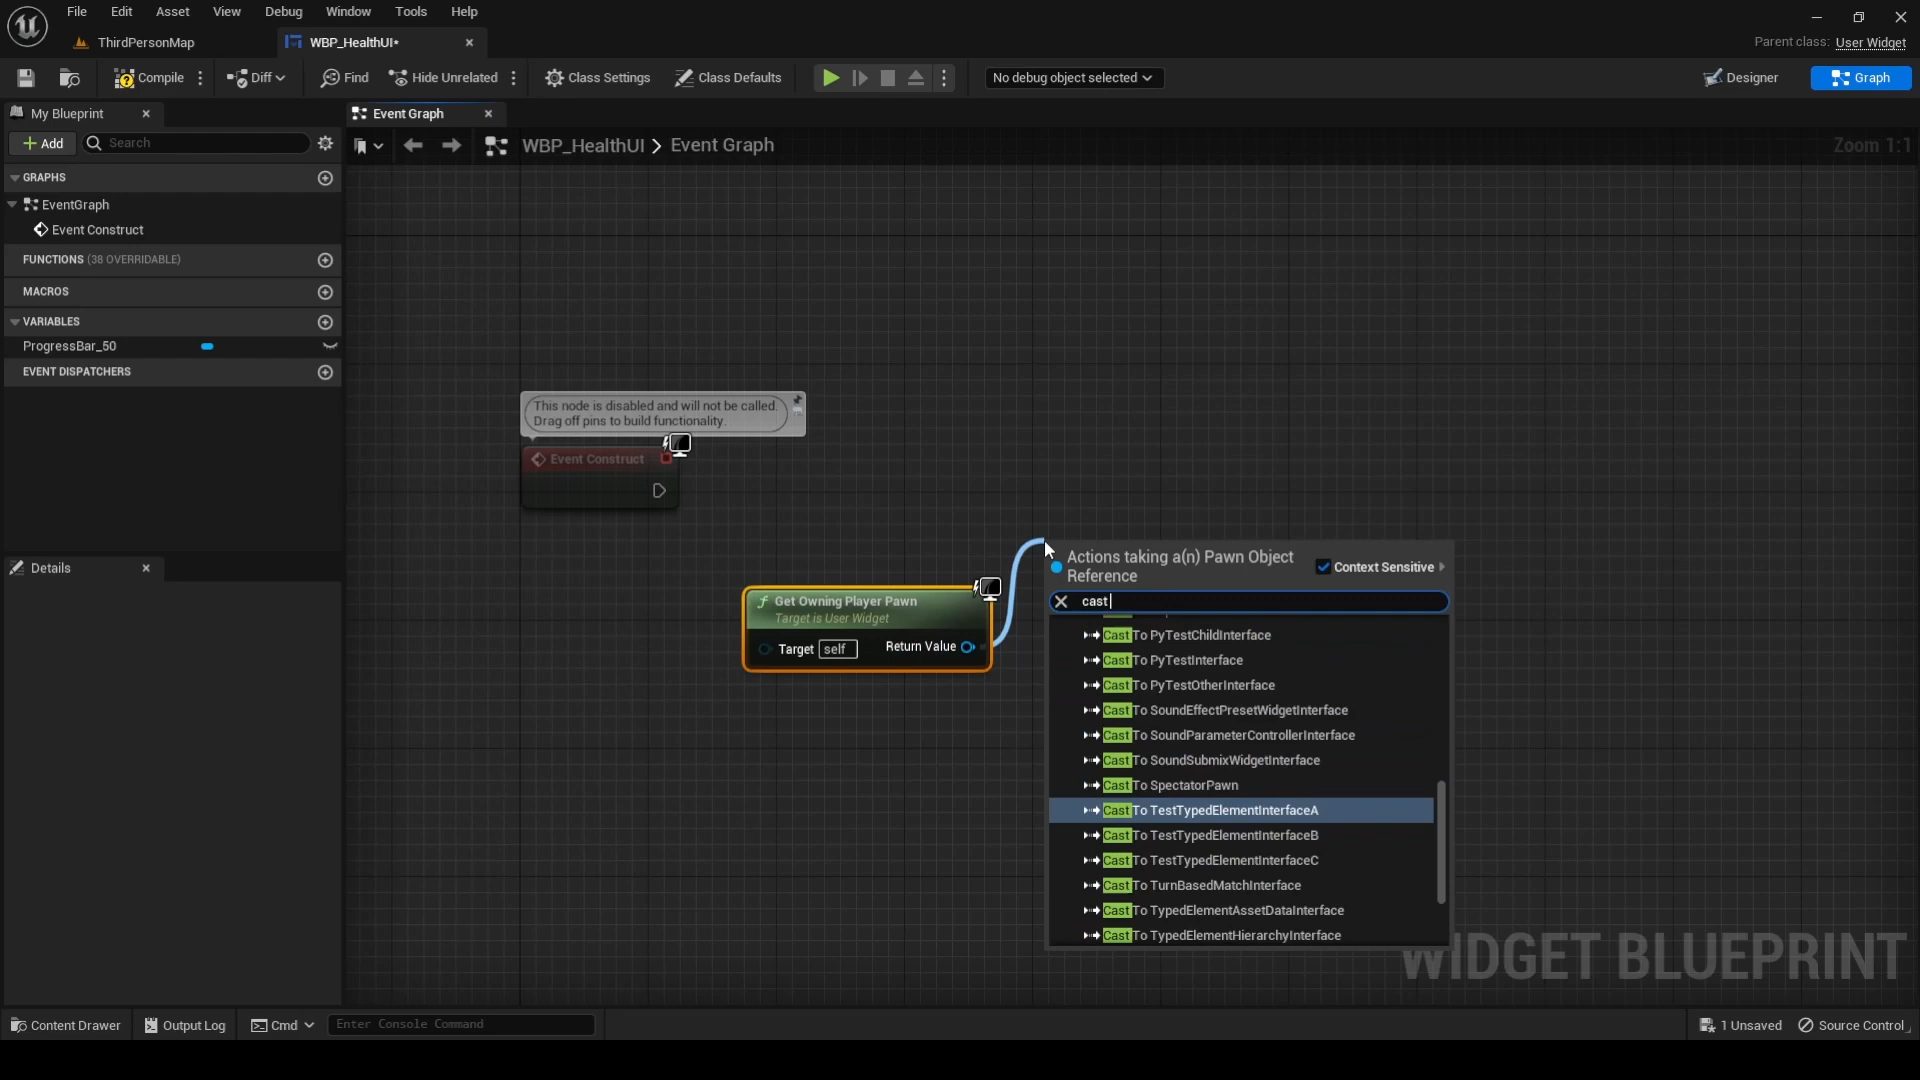 File Edit Asset View Debug Window Tools Help
ThirdPersonMap
WBP_HealthUI*
Parent class: User Widget
Compile
Diff
Find
Hide Unrelated
Class Settings
Class Defaults
No debug object selected
Designer
Graph
My Blueprint
Add
Search
GRAPHS
EventGraph
Event Construct
FUNCTIONS (38 OVERRIDABLE)
MACROS
VARIABLES
ProgressBar_50
EVENT DISPATCHERS
Details
Event Graph
WBP_HealthUI > Event Graph
Zoom 1:1
This node is disabled and will not be called.
Drag off pins to build functionality.
Event Construct
Get Owning Player Pawn
Target is User Widget
Target self
Return Value
Actions taking a(n) Pawn Object
Reference
Context Sensitive
cast
Cast To PyTestChildInterface
Cast To PyTestInterface
Cast To PyTestOtherInterface
Cast To SoundEffectPresetWidgetInterface
Cast To SoundParameterControllerInterface
Cast To SoundSubmixWidgetInterface
Cast To SpectatorPawn
Cast To TestTypedElementInterfaceA
Cast To TestTypedElementInterfaceB
Cast To TestTypedElementInterfaceC
Cast To TurnBasedMatchInterface
Cast To TypedElementAssetDataInterface
Cast To TypedElementHierarchyInterface
WIDGET BLUEPRINT
Content Drawer
Output Log
Cmd
Enter Console Command
1 Unsaved
Source Control